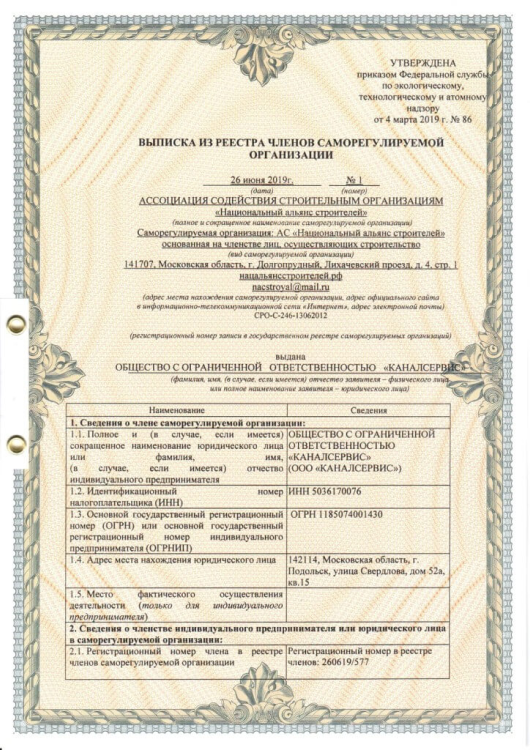 УТВЕРЖДЕНА
приказом Федеральной службы
по экологическому,
технологическому и атомному
надзору
от 4 марта 2019 г. № 86
ВЫПИСКА ИЗ РЕЕСТРА ЧЛЕНОВ САМОРЕГУЛИРУЕМОЙ
ОРГАНИЗАЦИИ
26 июня 2019г. № 1
(дата) (номер)
АССОЦИАЦИЯ СОДЕЙСТВИЯ СТРОИТЕЛЬНЫМ ОРГАНИЗАЦИЯМ
«Национальный альянс строителей»
(полное и сокращенное наименование саморегулируемой организации)
Саморегулируемая организация: АС «Национальный альянс строителей»
основанная на членстве лиц, осуществляющих строительство
(вид саморегулируемой организации)
141707, Московская область, г. Долгопрудный, Лихачевский проезд, д. 4, стр. 1
нацальянсстроителей.рф
nacstroyal@mail.ru
(адрес места нахождения саморегулируемой организации, адрес официального сайта
в информационно-телекоммуникационной сети «Интернет», адрес электронной почты)
СРО-С-246-13062012
(регистрационный номер записи в государственном реестре саморегулируемых организаций)
выдана
ОБЩЕСТВО С ОГРАНИЧЕННОЙ ОТВЕТСТВЕННОСТЬЮ «КАНАЛСЕРВИС»
(фамилия, имя, (в случае, если имеется) отчество заявителя – физического лица
или полное наименование заявителя – юридического лица)
Наименование Сведения
1. Сведения о члене саморегулируемой организации:
1.1. Полное и (в случае, если имеется)
сокращенное наименование юридического лица
или фамилия, имя,
(в случае, если имеется) отчество
индивидуального предпринимателя
ОБЩЕСТВО С ОГРАНИЧЕННОЙ
ОТВЕТСТВЕННОСТЬЮ
«КАНАЛСЕРВИС»
(ООО «КАНАЛСЕРВИС»)
1.2. Идентификационный номер
налогоплательщика (ИНН)
ИНН 5036170076
1.3. Основной государственный регистрационный
номер (ОГРН) или основной государственный
регистрационный номер индивидуального
предпринимателя (ОГРНИП)
ОГРН 1185074001430
1.4. Адрес места нахождения юридического лица
142114, Московская область, г.
Подольск, улица Свердлова, дом 52а,
кв.15
1.5. Место фактического осуществления
деятельности (только для индивидуального
предпринимателя)
2. Сведения о членстве индивидуального предпринимателя или юридического лица
в саморегулируемой организации:
2.1. Регистрационный номер члена в реестре
членов саморегулируемой организации
Регистрационный номер в реестре
членов: 260619/577